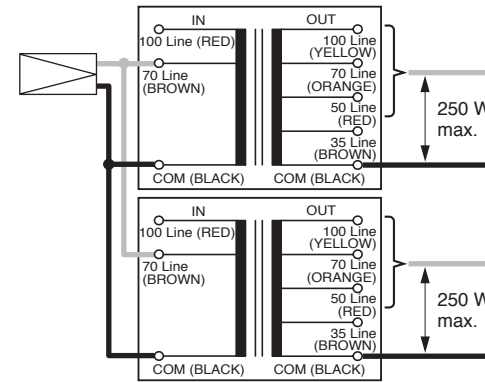 IN
OUT
100 Line (RED)
100 Line
(YELLOW)
70 Line
(BROWN)
70 Line
(ORANGE)
50 Line
(RED)
35 Line
(BROWN)
COM (BLACK)
COM (BLACK)
250 W
max.
IN
OUT
100 Line (RED)
100 Line
(YELLOW)
70 Line
(BROWN)
70 Line
(ORANGE)
50 Line
(RED)
35 Line
(BROWN)
COM (BLACK)
COM (BLACK)
250 W
max.